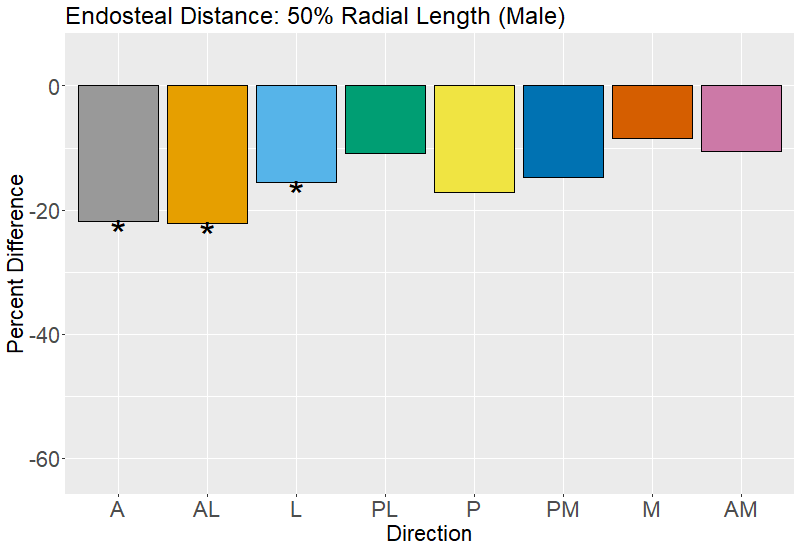 Endosteal Distance: 50% Radial Length (Male)
Percent Difference
0
-20
-40
-60
*
*
*
A AL L PL P PM M AM
Direction